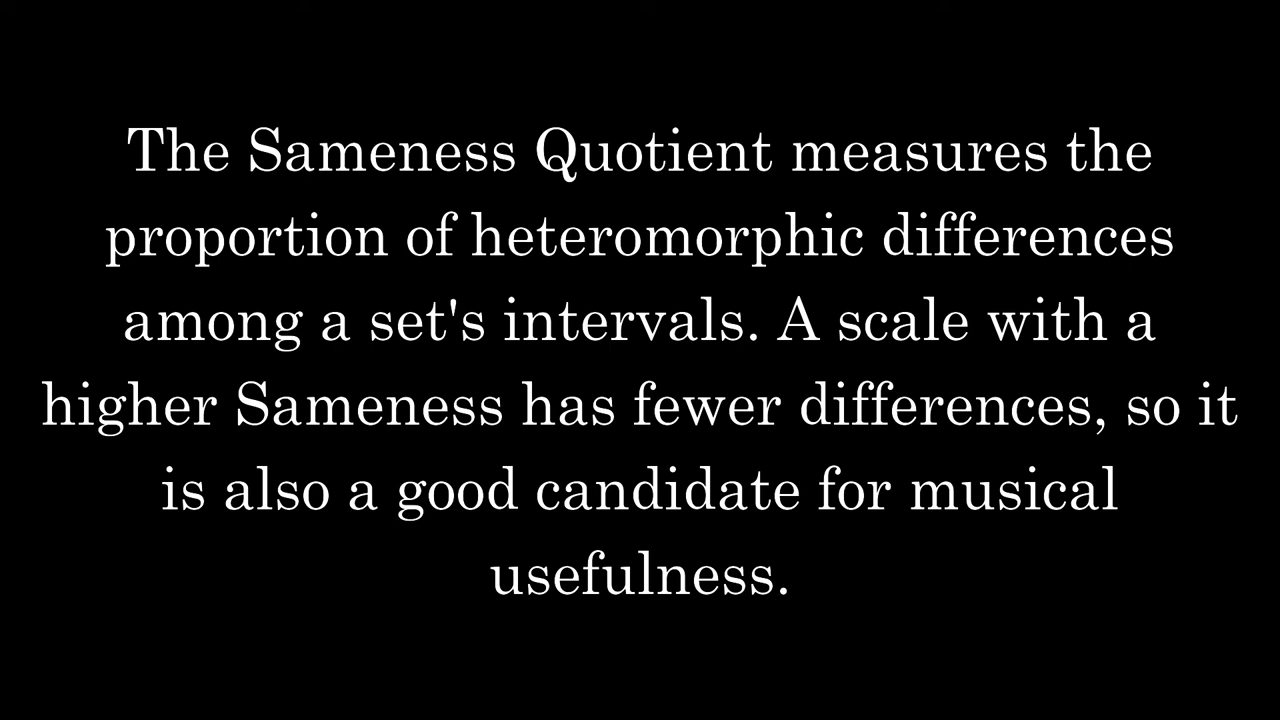 The Sameness Quotient measures the
proportion of heteromorphic differences
among a set's intervals. A scale with a
higher Sameness has fewer differences, so it
is also a good candidate for musical
usefulness.